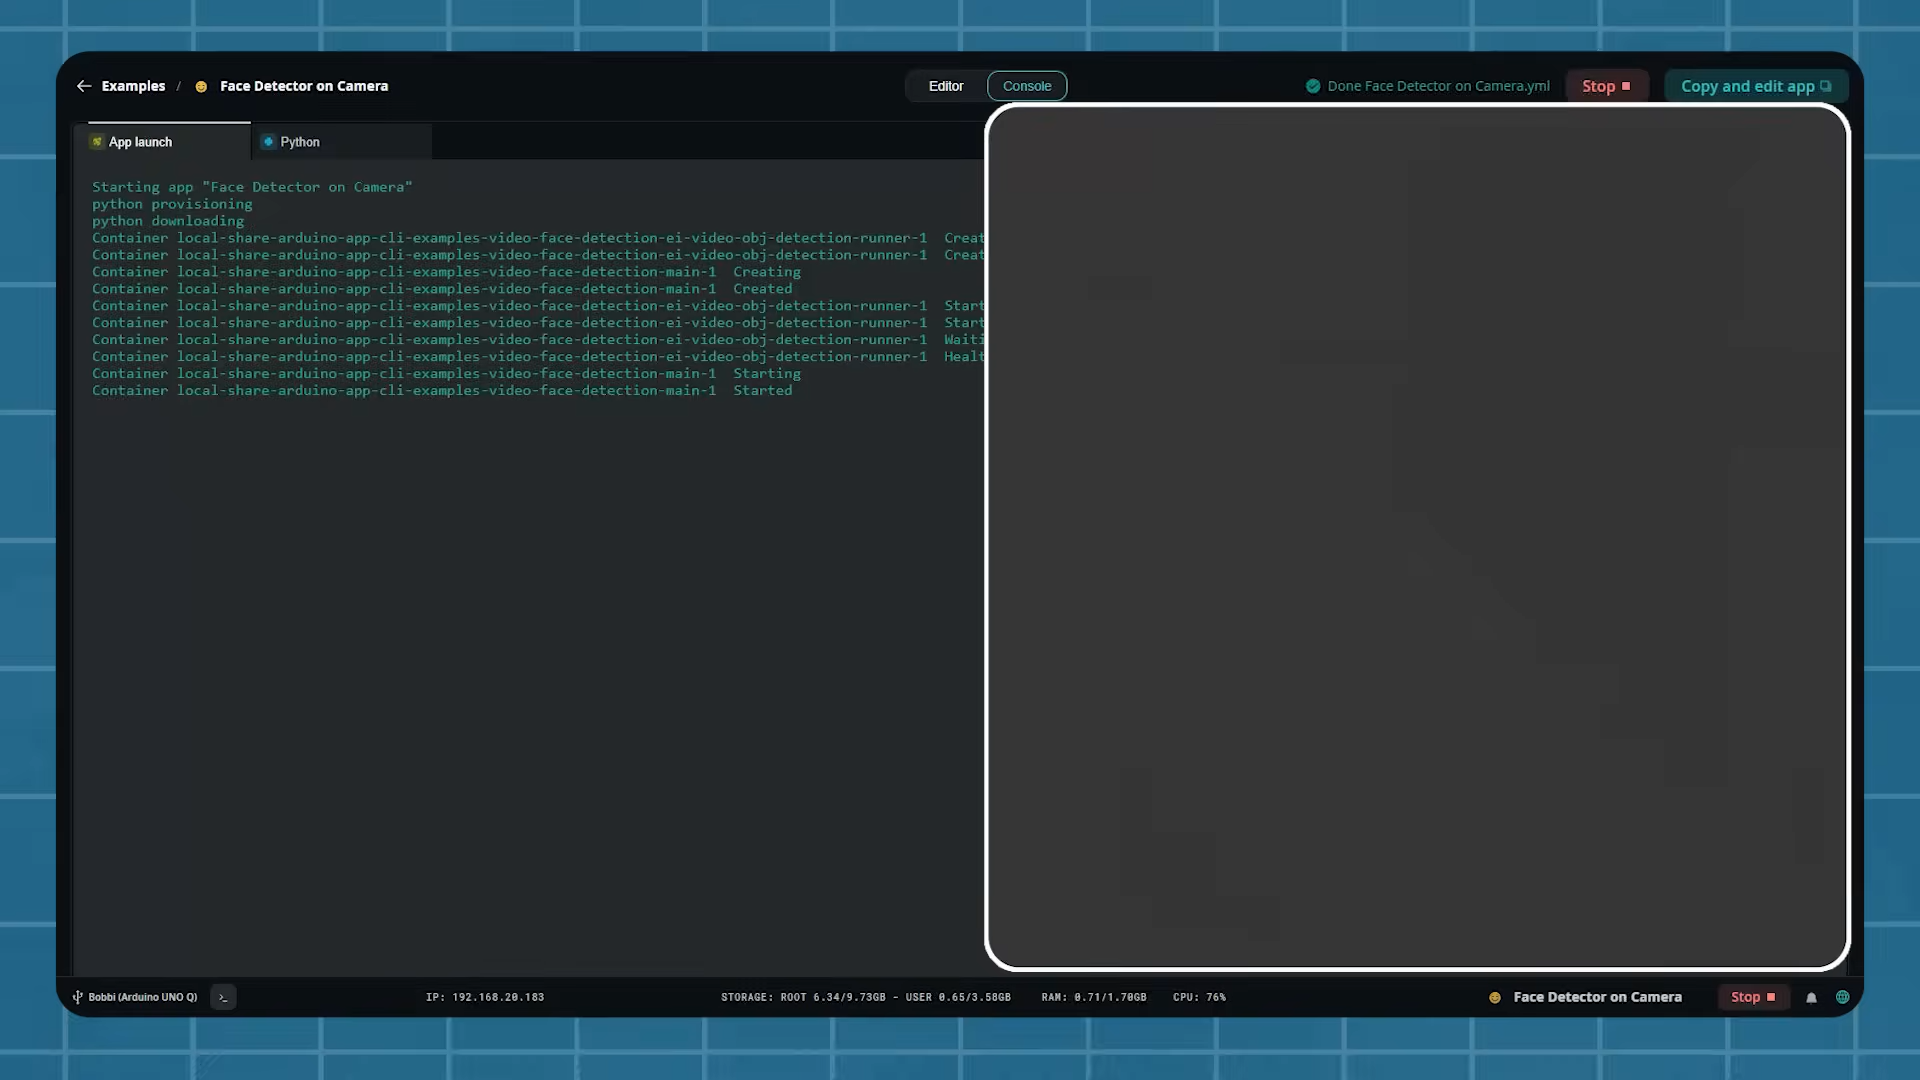 Examples / Face Detector on Camera
Editor Console
Done Face Detector on Camera.yml Stop Copy and edit app
App launch Python
Starting app "Face Detector on Camera"
python provisioning
python downloading
Container local-share-arduino-app-cli-examples-video-face-detection-ei-video-obj-detection-runner-1 Creat
Container local-share-arduino-app-cli-examples-video-face-detection-ei-video-obj-detection-runner-1 Creat
Container local-share-arduino-app-cli-examples-video-face-detection-main-1 Creating
Container local-share-arduino-app-cli-examples-video-face-detection-main-1 Created
Container local-share-arduino-app-cli-examples-video-face-detection-ei-video-obj-detection-runner-1 Start
Container local-share-arduino-app-cli-examples-video-face-detection-ei-video-obj-detection-runner-1 Start
Container local-share-arduino-app-cli-examples-video-face-detection-ei-video-obj-detection-runner-1 Waiti
Container local-share-arduino-app-cli-examples-video-face-detection-ei-video-obj-detection-runner-1 Healt
Container local-share-arduino-app-cli-examples-video-face-detection-main-1 Starting
Container local-share-arduino-app-cli-examples-video-face-detection-main-1 Started
Bobbi (Arduino UNO Q) >_ IP: 192.168.20.183 STORAGE: ROOT 6.34/9.73GB - USER 0.65/3.58GB RAM: 0.71/1.70GB CPU: 76% Face Detector on Camera Stop